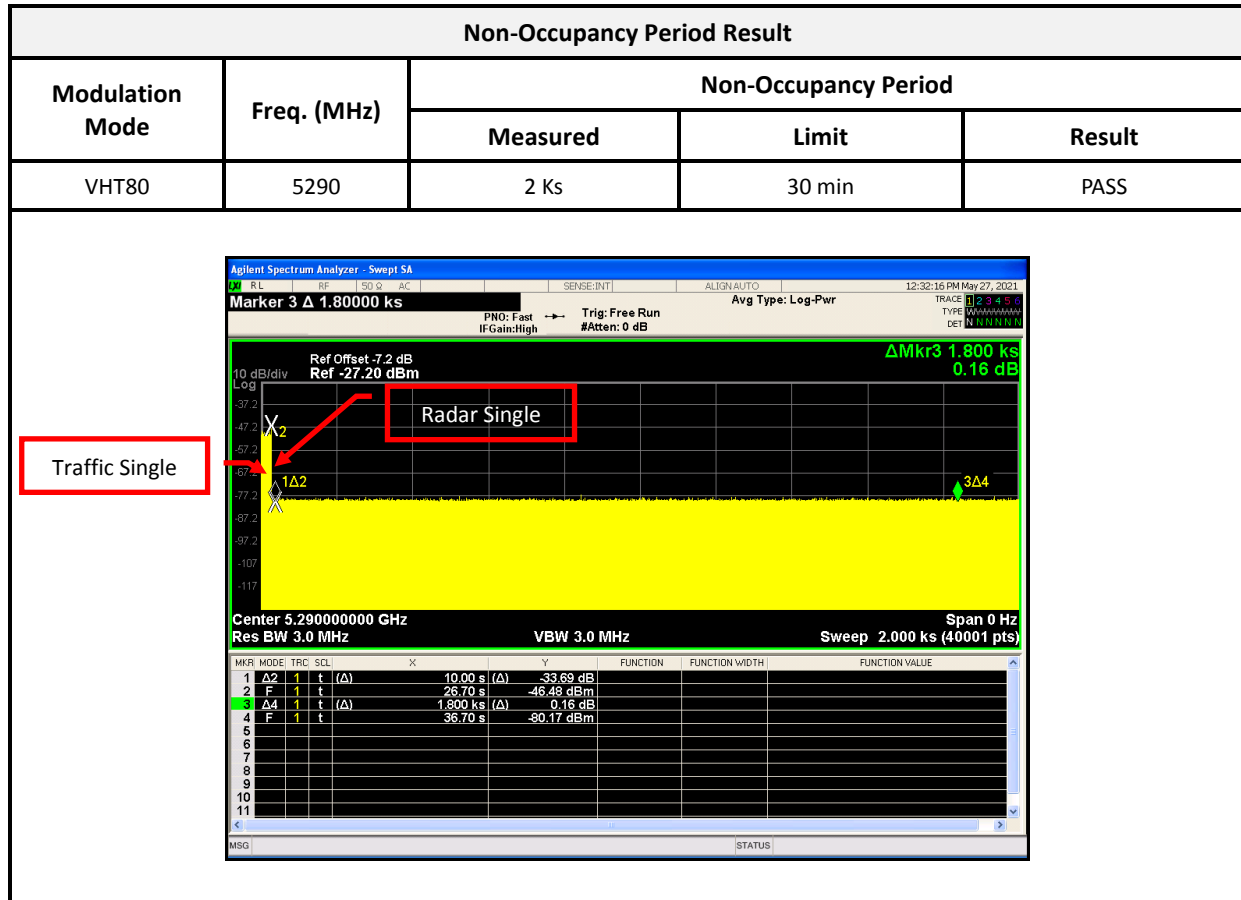 Non-Occupancy Period Result
Modulation Mode Freq. (MHz) Non-Occupancy Period
Measured Limit Result
VHT80 5290 2 Ks 30 min PASS
Agilent Spectrum Analyzer - Swept SA
LXI RL RF 50 Ω AC SENSE:INT ALIGN AUTO 12:32:16 PM May 27, 2021
Marker 3 Δ 1.80000 ks Avg Type: Log-Pwr TRACE 1 2 3 4 5 6
PNO: Fast Trig: Free Run TYPE
IFGain:High #Atten: 0 dB DET N N N N N N
ΔMkr3 1.800 ks
0.16 dB
Ref Offset -7.2 dB
10 dB/div Ref -27.20 dBm
Log
-37.2
Radar Single
-47.2
2
-57.2
Traffic Single
-67.2
1Δ2
3Δ4
-77.2
-87.2
-97.2
-107
-117
Center 5.290000000 GHz Span 0 Hz
Res BW 3.0 MHz VBW 3.0 MHz Sweep 2.000 ks (40001 pts)
MKR MODE TRC SCL X Y FUNCTION FUNCTION WIDTH FUNCTION VALUE
1 Δ2 1 t (Δ) 10.00 s (Δ) -33.69 dB
2 F 1 t 26.70 s -46.48 dBm
3 Δ4 1 t (Δ) 1.800 ks (Δ) 0.16 dB
4 F 1 t 36.70 s -80.17 dBm
5
6
7
8
9
10
11
MSG STATUS